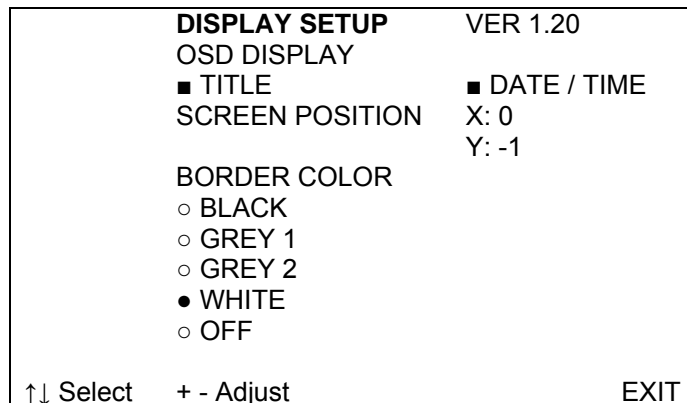 DISPLAY SETUP VER 1.20
OSD DISPLAY
■ TITLE ■ DATE / TIME
SCREEN POSITION X: 0
Y: -1
BORDER COLOR
○ BLACK
○ GREY 1
○ GREY 2
● WHITE
○ OFF
↑↓ Select + - Adjust EXIT